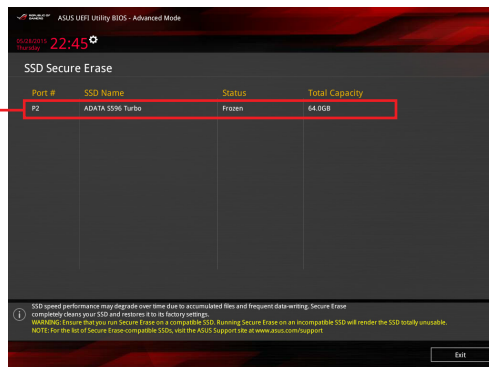 REPUBLIC OF
GAMERS
ASUS UEFI Utility BIOS - Advanced Mode
05/28/2015
Thursday
22:45
SSD Secure Erase
Port #  SSD Name  Status  Total Capacity
P2  ADATA S596 Turbo  Frozen  64.0GB
SSD speed performance may degrade over time due to accumulated files and frequent data-writing. Secure Erase
completely cleans your SSD and restores it to its factory settings.
WARNING: Ensure that you run Secure Erase on a compatible SSD. Running Secure Erase on an incompatible SSD will render the SSD totally unusable.
NOTE: For the list of Secure Erase-compatible SSDs, visit the ASUS Support site at www.asus.com/support
Exit